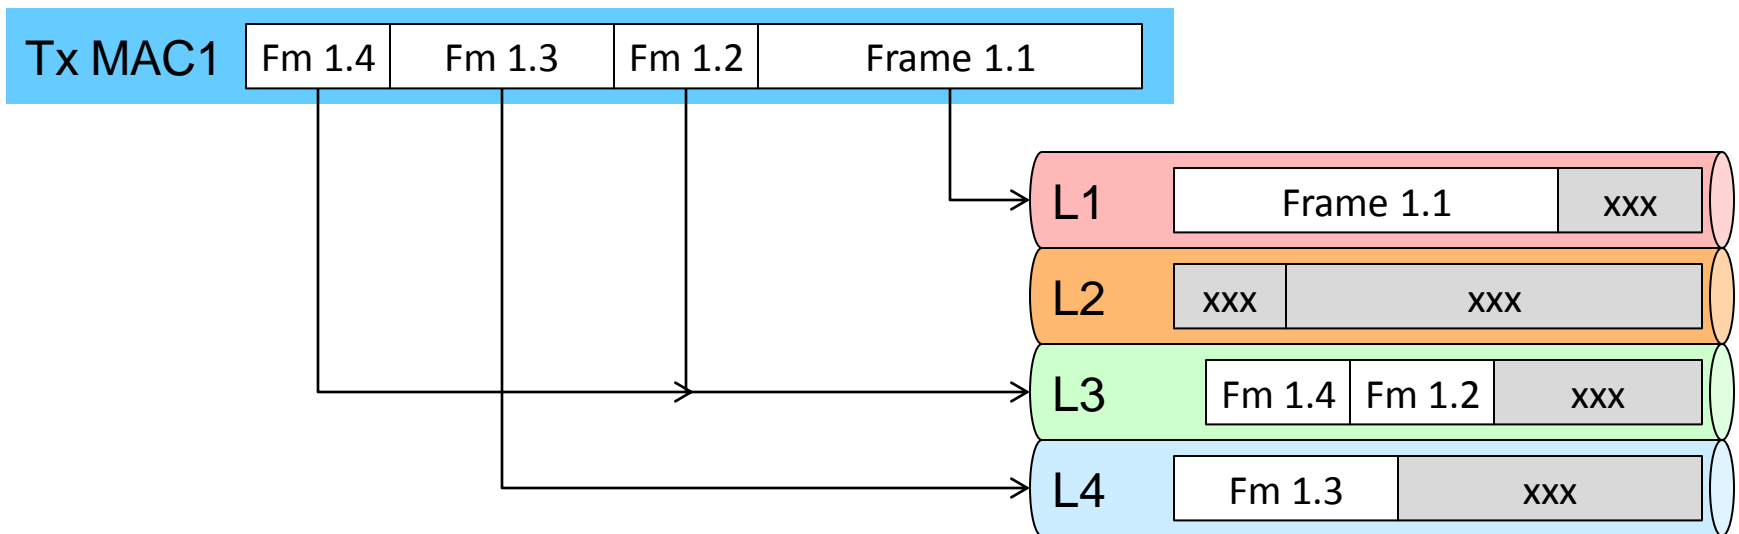 Tx MAC1 Fm 1.4 Fm 1.3 Fm 1.2 Frame 1.1
L1 Frame 1.1 xxx
L2 xxx xxx
L3 Fm 1.4 Fm 1.2 xxx
L4 Fm 1.3 xxx